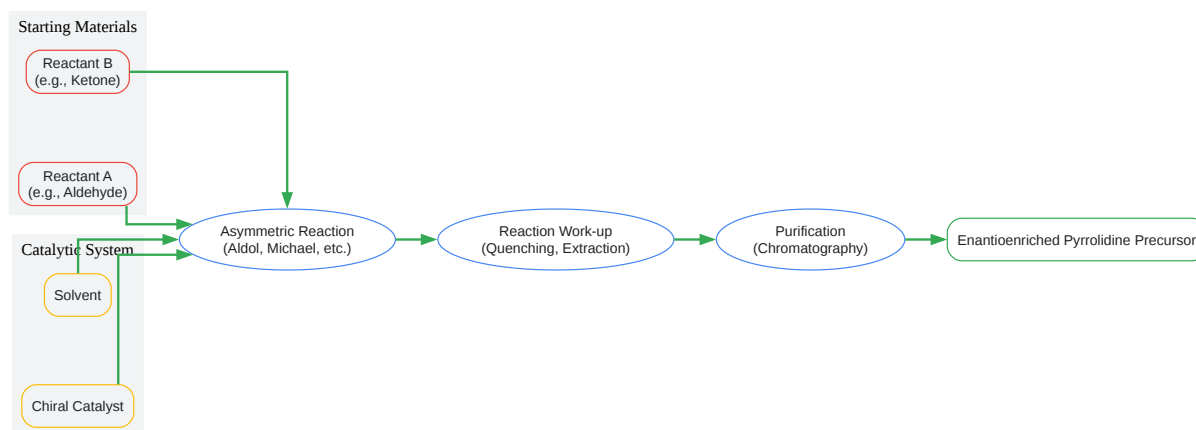 Starting Materials
Reactant B
(e.g., Ketone)
Reactant A
(e.g., Aldehyde)
Catalytic System
Solvent
Chiral Catalyst
Asymmetric Reaction
(Aldol, Michael, etc.)
Reaction Work-up
(Quenching, Extraction)
Purification
(Chromatography)
Enantioenriched Pyrrolidine Precursor